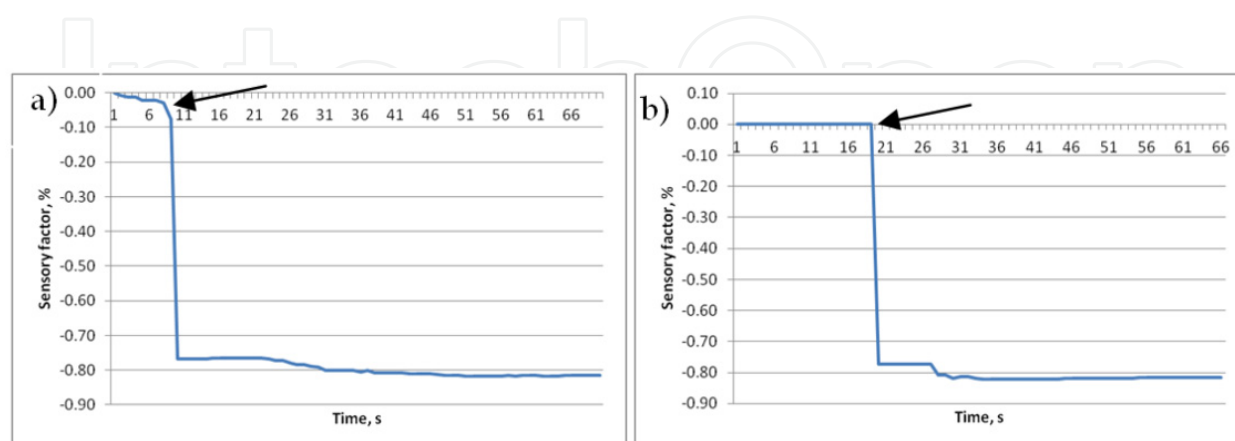 IntechOpen
a)
0.00
-0.10
-0.20
-0.30
-0.40
-0.50
-0.60
-0.70
-0.80
-0.90
1 6 11 16 21 26 31 36 41 46 51 56 61 66
Sensory factor, %
Time, s
b)
0.10
0.00
-0.10
-0.20
-0.30
-0.40
-0.50
-0.60
-0.70
-0.80
-0.90
1 6 11 16 21 26 31 36 41 46 51 56 61 66
Sensory factor, %
Time, s